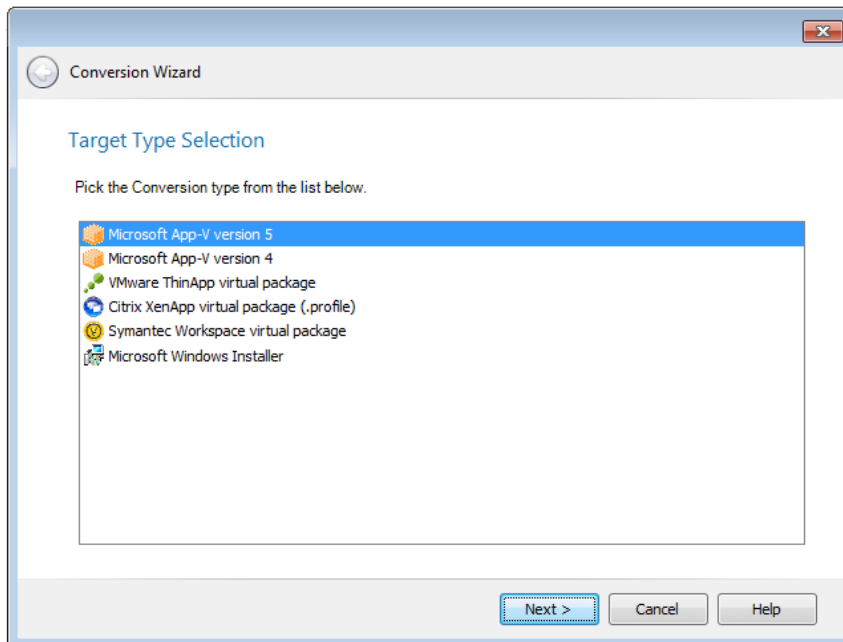 Conversion Wizard
Target Type Selection
Pick the Conversion type from the list below.
Microsoft App-V version 5
Microsoft App-V version 4
VMware ThinApp virtual package
Citrix XenApp virtual package (.profile)
Symantec Workspace virtual package
Microsoft Windows Installer
Next > Cancel Help